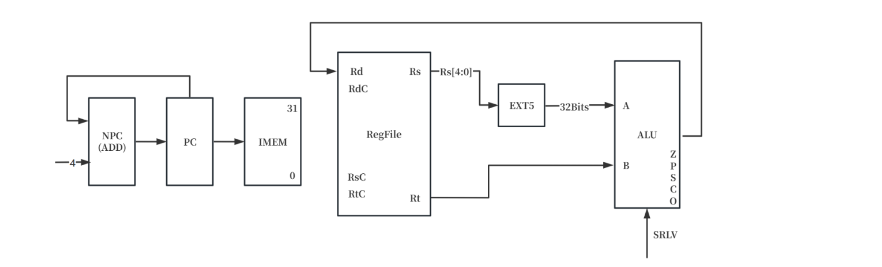 NPC
(ADD)
4
PC
31
IMEM
0
Rd
RdC
Rs
RegFile
RsC
RtC
Rt
Rs[4:0]
EXT5
32Bits
A
ALU
B
Z
P
S
C
O
SRLV